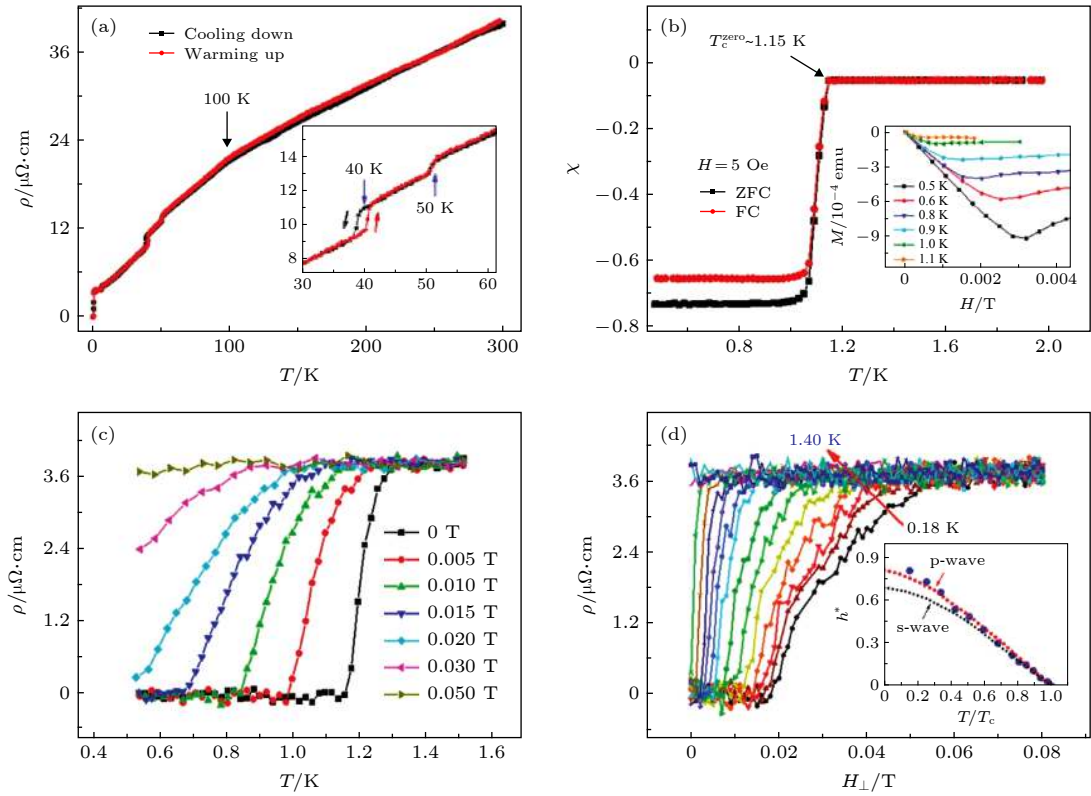 (a)
Cooling down
Warming up
100 K
40 K
50 K
ρ/μΩ·cm
36
24
12
0
0
100
200
300
T/K
14
12
10
8
30
40
50
60
(b)
T_c^zero~1.15 K
H=5 Oe
ZFC
FC
χ
0
−0.2
−0.4
−0.6
−0.8
0.8
1.2
1.6
2.0
T/K
M/10⁻⁴ emu
0
−3
−6
−9
0.5 K
0.6 K
0.8 K
0.9 K
1.0 K
1.1 K
0
0.002
0.004
H/T
(c)
ρ/μΩ·cm
3.6
2.4
1.2
0
0 T
0.005 T
0.010 T
0.015 T
0.020 T
0.030 T
0.050 T
0.4
0.6
0.8
1.0
1.2
1.4
1.6
T/K
(d)
1.40 K
0.18 K
ρ/μΩ·cm
3.6
2.4
1.2
0
0
0.02
0.04
0.06
0.08
H⊥/T
h*
0.9
0.6
0.3
0
p-wave
s-wave
0
0.2
0.4
0.6
0.8
1.0
T/Tc